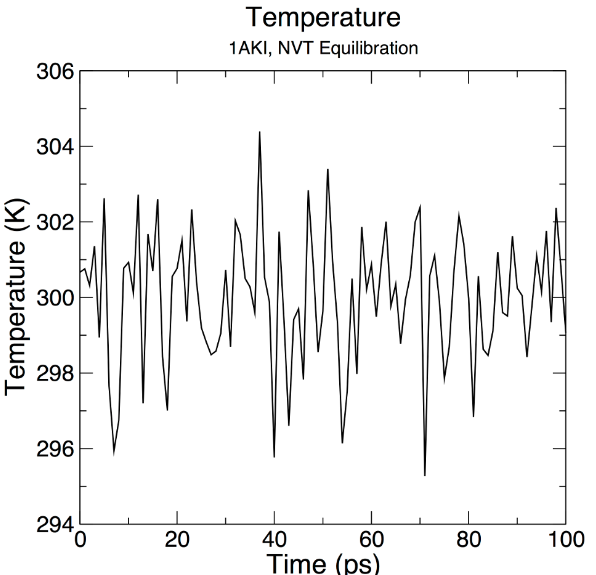 Temperature
1AKI, NVT Equilibration
306
304
302
300
298
296
294
Temperature (K)
0 20 40 60 80 100
Time (ps)